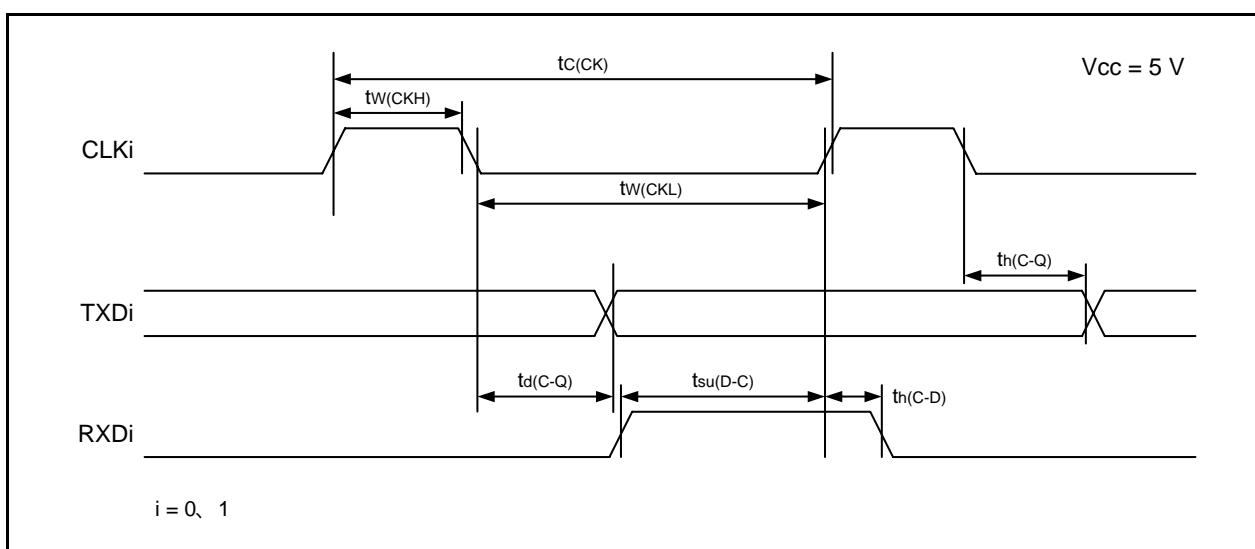 tC(CK)
Vcc = 5 V
tW(CKH)
CLKi
tW(CKL)
th(C-Q)
TXDi
td(C-Q)
tsu(D-C)
th(C-D)
RXDi
i = 0、 1